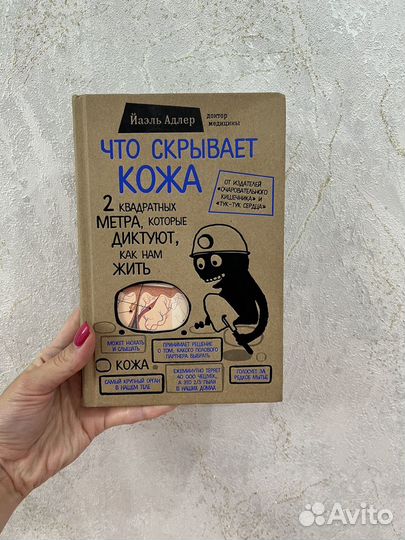 Йаэль Адлер
доктор
медицины
ЧТО СКРЫВАЕТ
КОЖА
ОТ ИЗДАТЕЛЕЙ
«ОЧАРОВАТЕЛЬНОГО
КИШЕЧНИКА» И
«ТУК-ТУК СЕРДЦА»
2 КВАДРАТНЫХ
МЕТРА, КОТОРЫЕ
ДИКТУЮТ,
КАК НАМ
ЖИТЬ
МОЖЕТ НЮХАТЬ
И СЛЫШАТЬ
ПРИНИМАЕТ РЕШЕНИЕ
О ТОМ, КАКОГО ПОЛОВОГО
ПАРТНЕРА ВЫБРАТЬ
КОЖА
САМЫЙ КРУПНЫЙ ОРГАН
В НАШЕМ ТЕЛЕ
ЕЖЕМИНУТНО ТЕРЯЕТ
40 000 ЧЕШУЕК,
А ЭТО 2/3 ПЫЛИ
В НАШИХ ДОМАХ
ГОЛОСУЕТ ЗА
РЕДКОЕ МЫТЬЕ
Avito